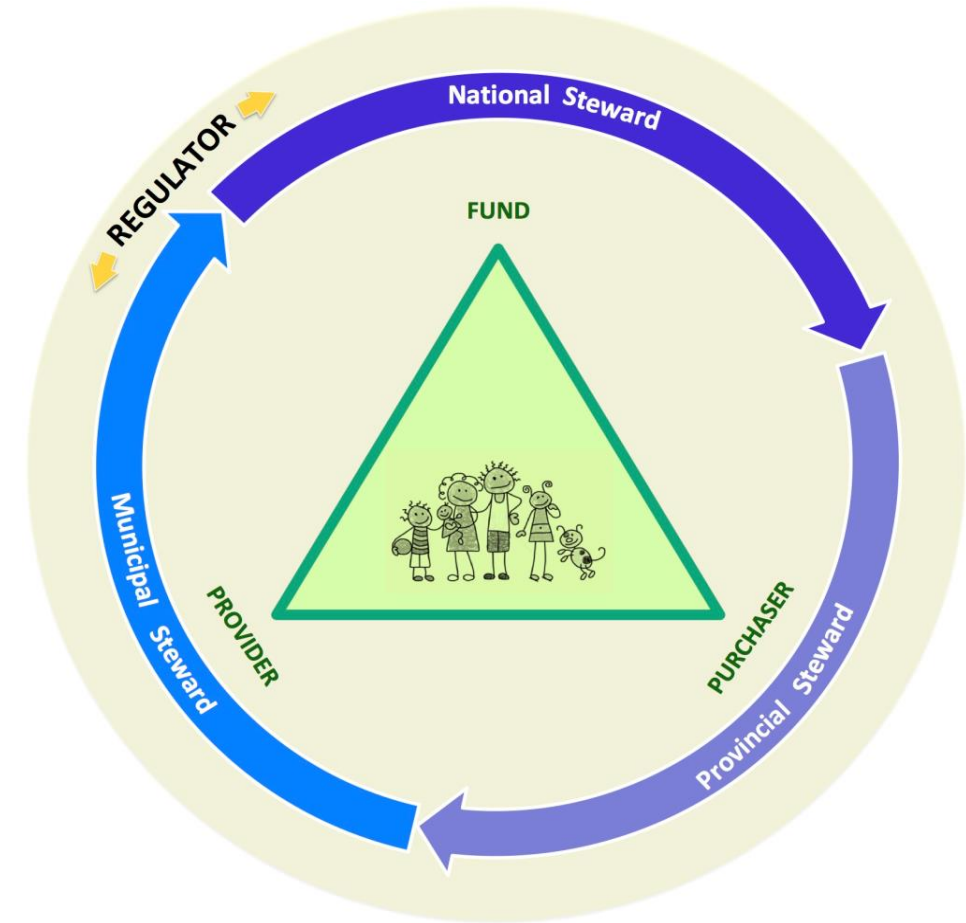 National Steward
REGULATOR
FUND
Municipal Steward
PROVIDER
PURCHASER
Provincial Steward